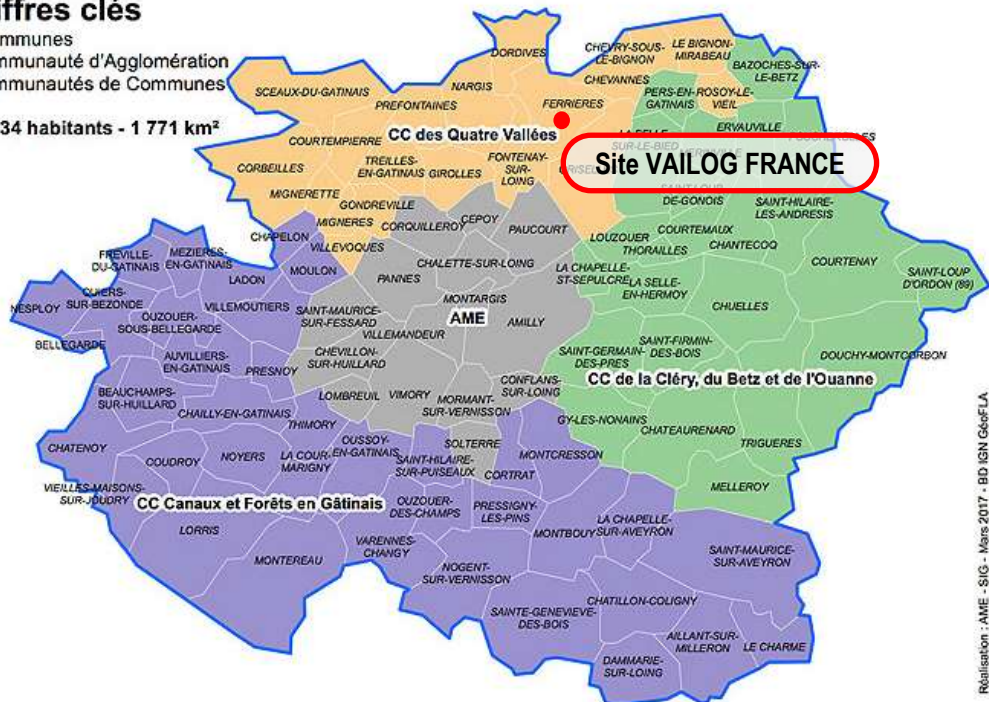 iffres clés
ommunes
mmunauté d'Agglomération
mmunautés de Communes
34 habitants - 1 771 km²
DORDIVES
CHEVRY-SOUS-
LE-BIGNON
LE BIGNON-
MIRABEAU
BAZOCHES-SUR-
LE-BETZ
SCEAUX-DU-GATINAIS
NARGIS
CHEVANNES
PREFONTAINES
FERRIERES
PERS-EN-
GATINAIS
ROSOY-LE-
VIEIL
COURTEMPIERRE
CC des Quatre Vallées
ERVAUVILLE
LA SELLE-
SUR-LE-BIED
Site VAILOG FRANCE
CORBEILLES
TREILLES-
EN-GATINAIS
GIROLLES
FONTENAY-
SUR-
LOING
MIGNERETTE
GONDREVILLE
SAINT-LOUP-
DE-GONOIS
SAINT-HILAIRE-
LES-ANDRESIS
MIGNERES
CORQUILLEROY
CEPOY
PAUCOURT
CHAPELON
VILLEVOQUES
LOUZOUER
COURTEMAUX
THORAILLES
CHANTECOQ
FREVILLE-
DU-GATINAIS
MEZIERES-
EN-GATINAIS
LADON
MOULON
PANNES
CHALETTE-SUR-LOING
LA CHAPELLE-
ST-SEPULCRE
LA SELLE-
EN-HERMOY
COURTENAY
SAINT-LOUP
D'ORDON (89)
NESPLOY
QUIERS-
SUR-BEZONDE
VILLEMOUTIERS
SAINT-MAURICE-
SUR-FESSARD
MONTARGIS
AME
AMILLY
CHUELLES
OUZOUER-
SOUS-BELLEGARDE
VILLEMANDEUR
BELLEGARDE
AUVILLIERS-
EN-GATINAIS
PRESNOY
CHEVILLON-
SUR-HUILLARD
SAINT-GERMAIN-
DES-PRES
SAINT-FIRMIN-
DES-BOIS
DOUCHY-MONTCORBON
CC de la Cléry, du Betz et de l'Ouanne
BEAUCHAMPS-
SUR-HUILLARD
CHAILLY-EN-GATINAIS
THIMORY
LOMBREUIL
VIMORY
MORMANT-
SUR-VERNISSON
CONFLANS-
SUR-LOING
GY-LES-NONAINS
CHATEAURENARD
TRIGUERES
CHATENOY
COUDROY
NOYERS
LA COUR-
MARIGNY
OUSSOY-
EN-GATINAIS
SAINT-HILAIRE-
SUR-PUISEAUX
SOLTERRE
CORTRAT
MONTCRESSON
MELLEROY
VIEILLES-MAISONS-
SUR-JOUDRY
CC Canaux et Forêts en Gâtinais
OUZOUER-
DES-CHAMPS
PRESSIGNY-
LES-PINS
LORRIS
MONTBOUY
LA CHAPELLE-
SUR-AVEYRON
MONTEREAU
VARENNES-
CHANGY
NOGENT-
SUR-VERNISSON
SAINT-MAURICE-
SUR-AVEYRON
SAINTE-GENEVIEVE-
DES-BOIS
CHATILLON-COLIGNY
AILLANT-SUR-
MILLERON
LE CHARME
DAMMARIE-
SUR-LOING
Réalisation : AME - SIG - Mars 2017 - BD IGN GéoFLA